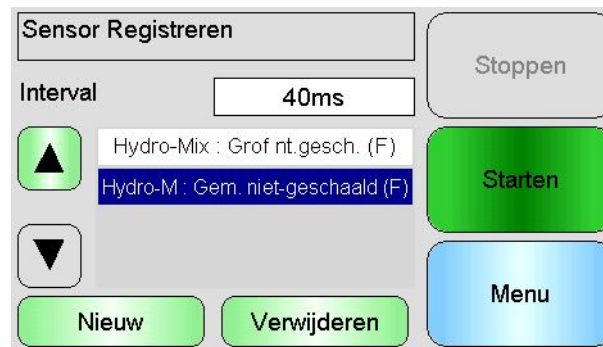 Sensor Registreren
Stoppen
Interval
40ms
Hydro-Mix : Grof nt.gesch. (F)
Hydro-M : Gem. niet-geschaald (F)
Starten
Menu
Nieuw
Verwijderen